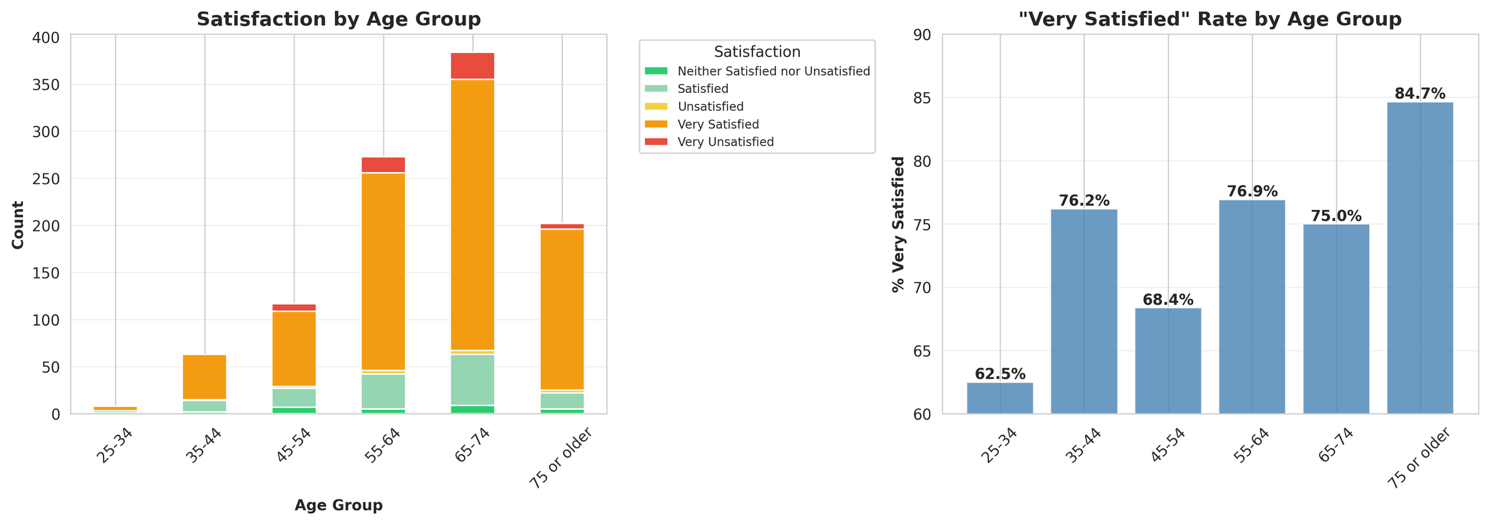 Satisfaction by Age Group
400
350
300
250
200
150
100
50
0
Count
25-34
35-44
45-54
55-64
65-74
75 or older
Age Group
Satisfaction
Neither Satisfied nor Unsatisfied
Satisfied
Unsatisfied
Very Satisfied
Very Unsatisfied
"Very Satisfied" Rate by Age Group
90
85
80
75
70
65
60
% Very Satisfied
62.5%
76.2%
68.4%
76.9%
75.0%
84.7%
25-34
35-44
45-54
55-64
65-74
75 or older